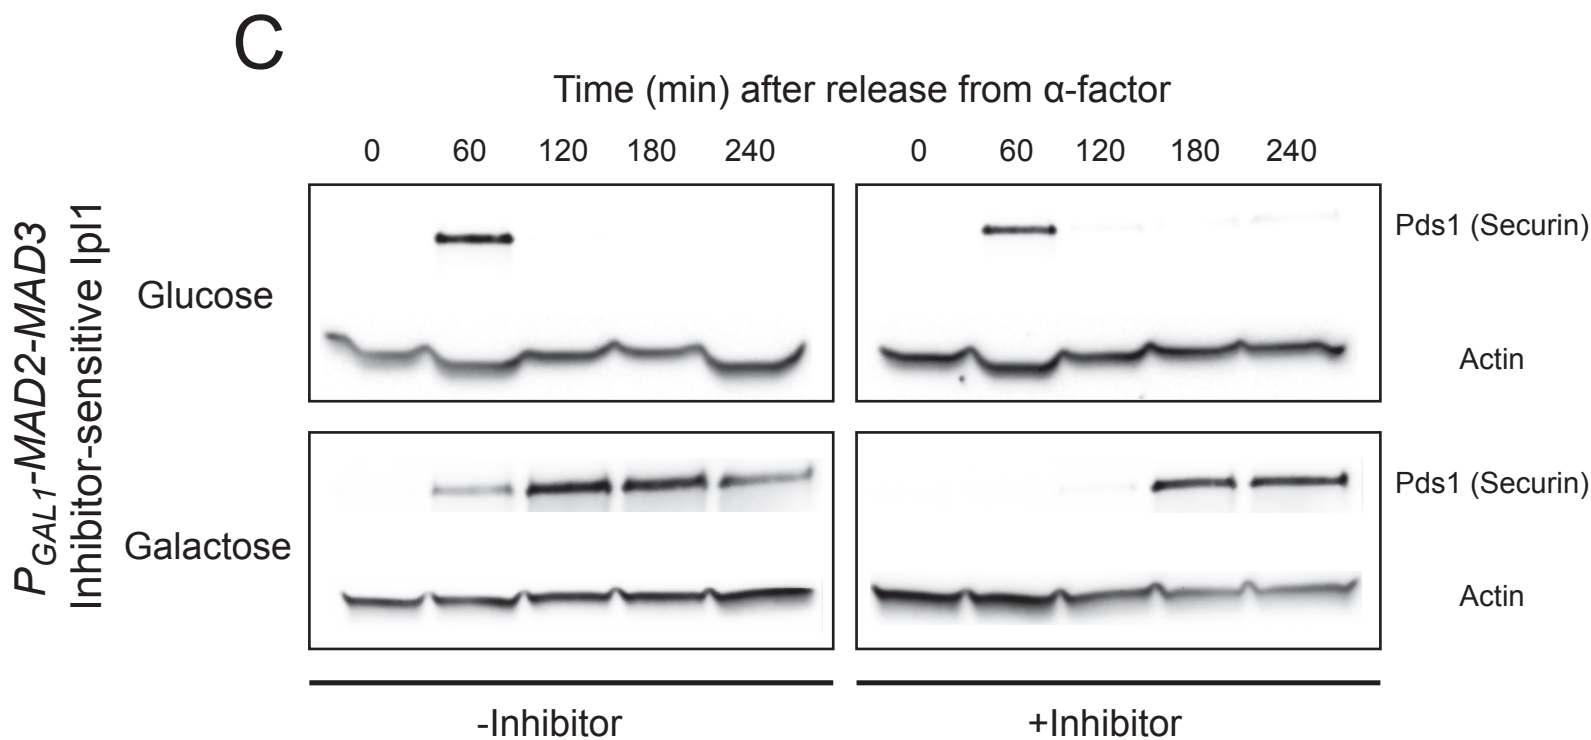 C
Time (min) after release from α-factor
0 60 120 180 240
0 60 120 180 240
P_GAL1-MAD2-MAD3
Inhibitor-sensitive Ipl1
Glucose
Pds1 (Securin)
Actin
Galactose
Pds1 (Securin)
Actin
-Inhibitor
+Inhibitor